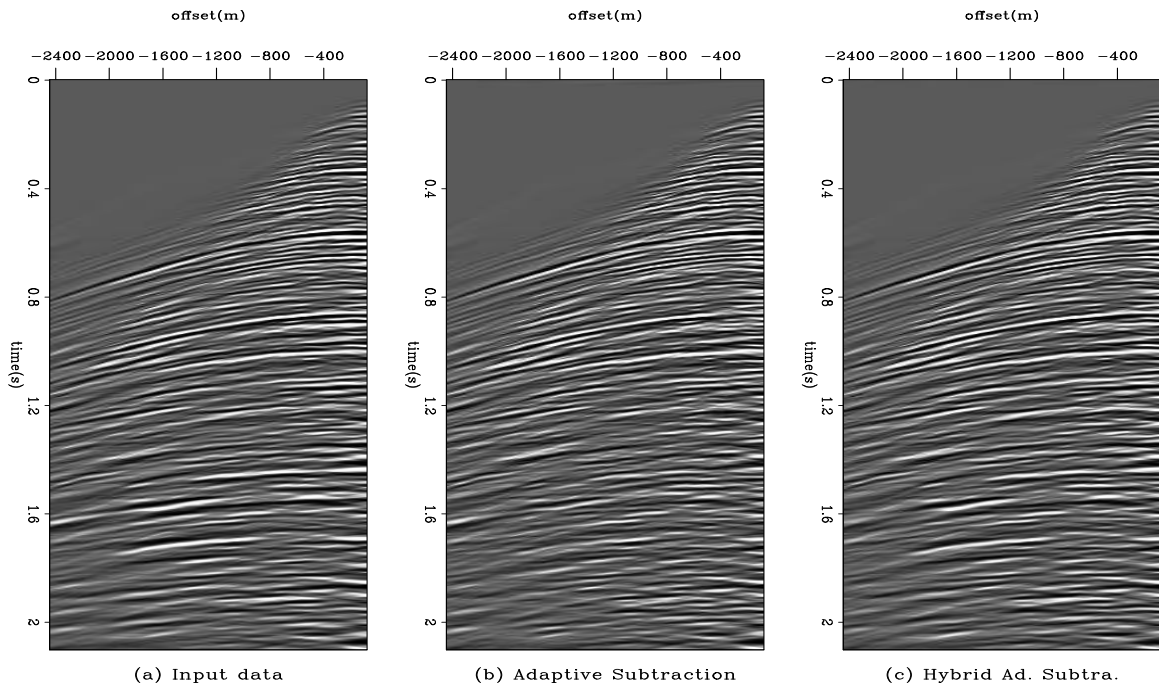 offset(m) offset(m) offset(m)
-2400 -2000 -1600 -1200 -800 -400 -2400 -2000 -1600 -1200 -800 -400 -2400 -2000 -1600 -1200 -800 -400
0 0 0
0.4 0.4 0.4
0.8 0.8 0.8
time(s) time(s) time(s)
1.2 1.2 1.2
1.6 1.6 1.6
2 2 2
(a) Input data (b) Adaptive Subtraction (c) Hybrid Ad. Subtra.